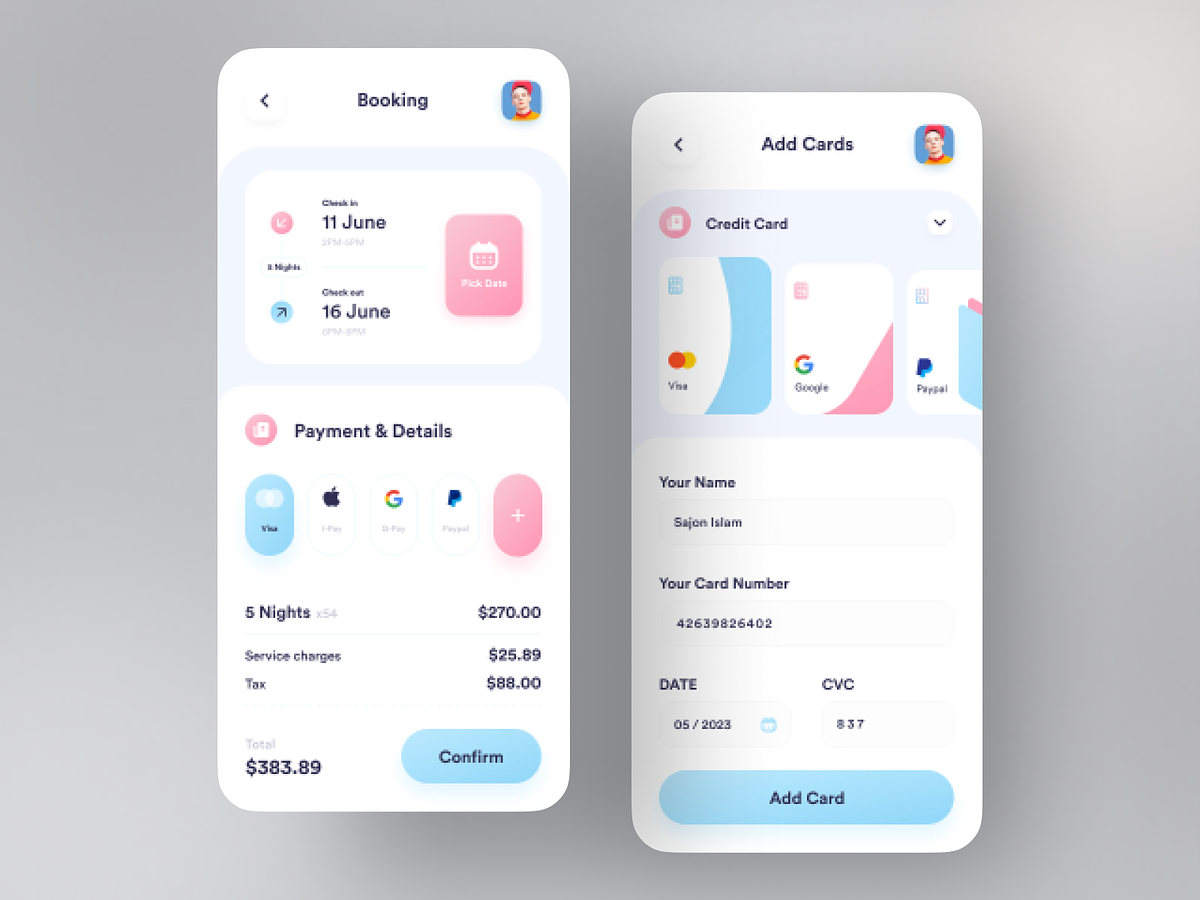 Booking
Check in
11 June
2PM-5PM
5 Nights
Check out
16 June
6PM-8PM
Pick Date
Payment & Details
Visa
I-Pay
G-Pay
Paypal
+
5 Nights x54
$270.00
Service charges
$25.89
Tax
$88.00
Total
$383.89
Confirm
Add Cards
Credit Card
Visa
Google
Paypal
Your Name
Sajon Islam
Your Card Number
42639826402
DATE
CVC
05 / 2023
837
Add Card